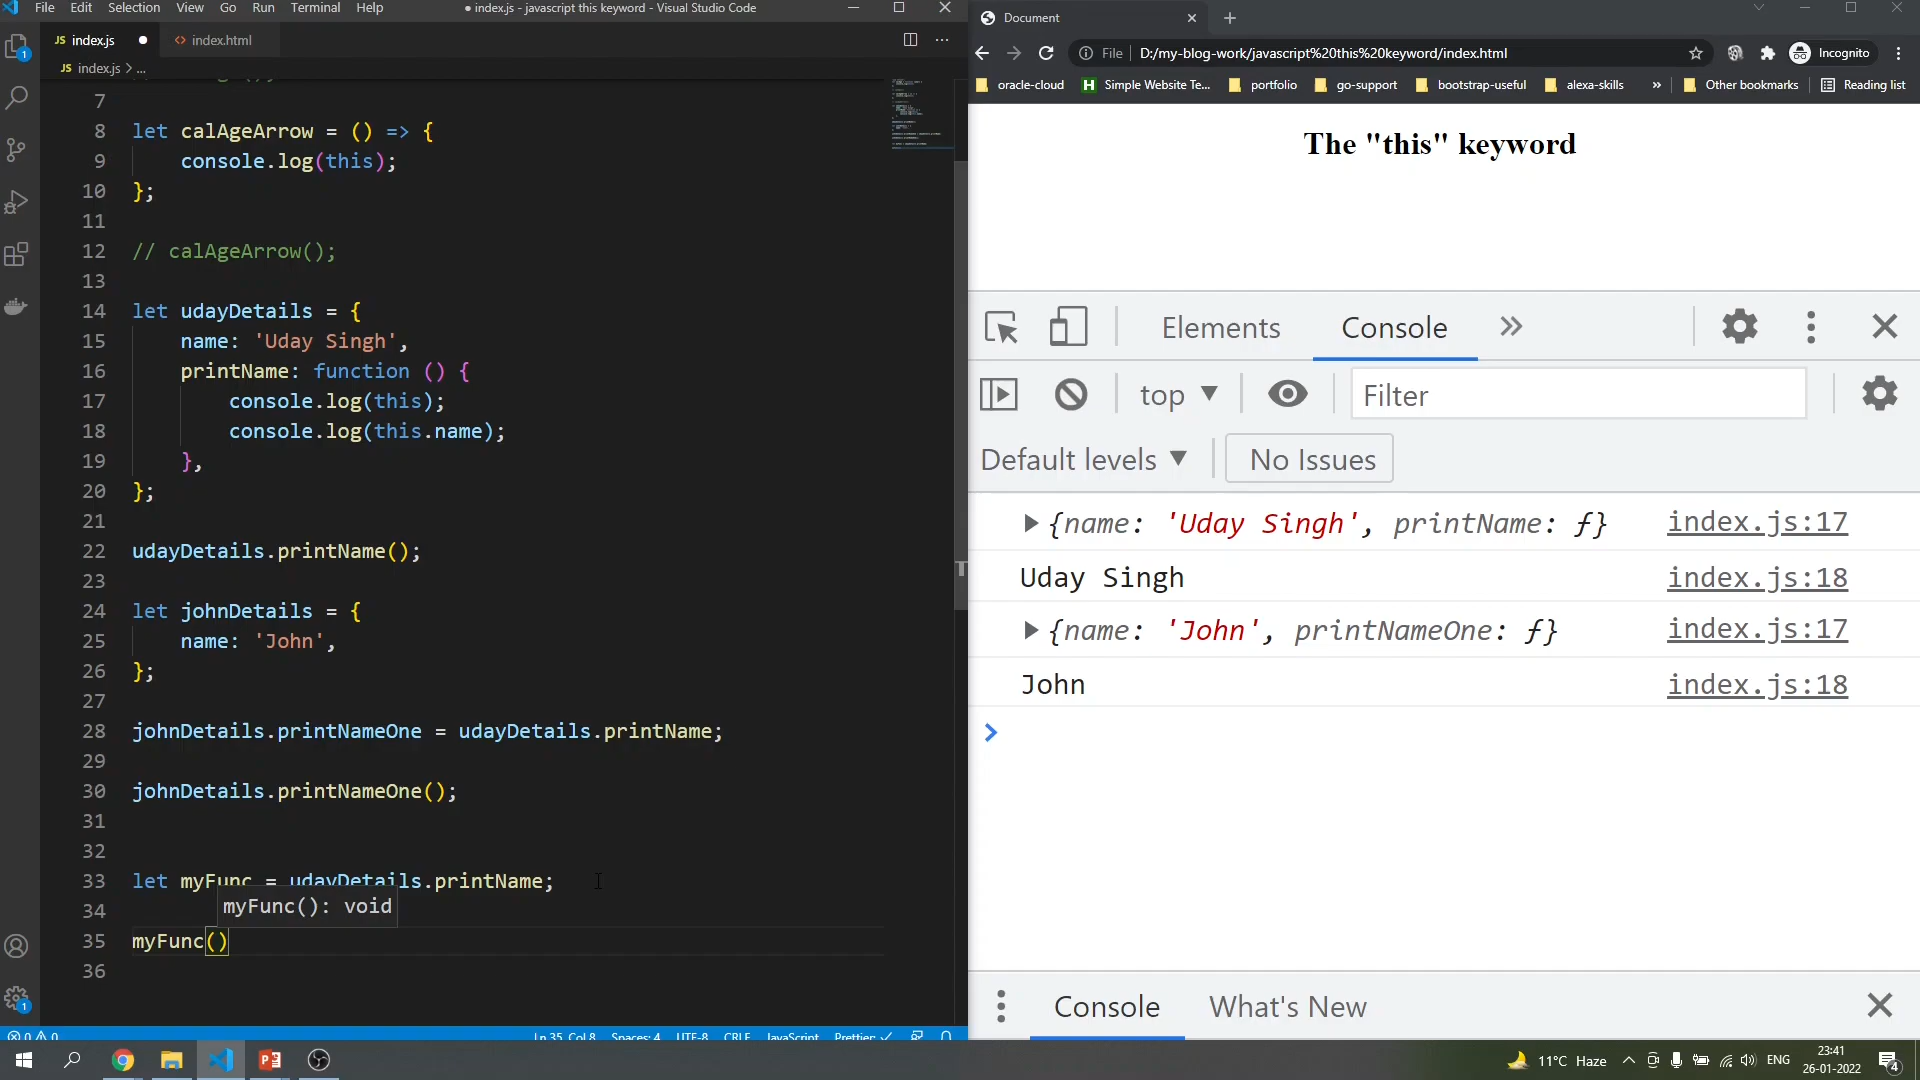 File Edit Selection View Go Run Terminal Help
● index.js - javascript this keyword - Visual Studio Code
JS index.js ● <> index.html
JS index.js > ...
7
8 let calAgeArrow = () => {
9 console.log(this);
10 };
11
12 // calAgeArrow();
13
14 let udayDetails = {
15 name: 'Uday Singh',
16 printName: function () {
17 console.log(this);
18 console.log(this.name);
19 },
20 };
21
22 udayDetails.printName();
23
24 let johnDetails = {
25 name: 'John',
26 };
27
28 johnDetails.printNameOne = udayDetails.printName;
29
30 johnDetails.printNameOne();
31
32
33 let myFunc = udayDetails.printName;
myFunc(): void
34
35 myFunc()
36
1
1
0 0 Ln 35, Col 8 Spaces: 4 UTF-8 CRLF JavaScript Prettier
Document
File D:/my-blog-work/javascript%20this%20keyword/index.html Incognito
oracle-cloud Simple Website Te... portfolio go-support bootstrap-useful alexa-skills » Other bookmarks Reading list
The "this" keyword
Elements Console
top Filter
Default levels No Issues
{name: 'Uday Singh', printName: ƒ} index.js:17
Uday Singh index.js:18
{name: 'John', printNameOne: ƒ} index.js:17
John index.js:18
Console What's New
11°C Haze ENG 23:41
26-01-2022 4